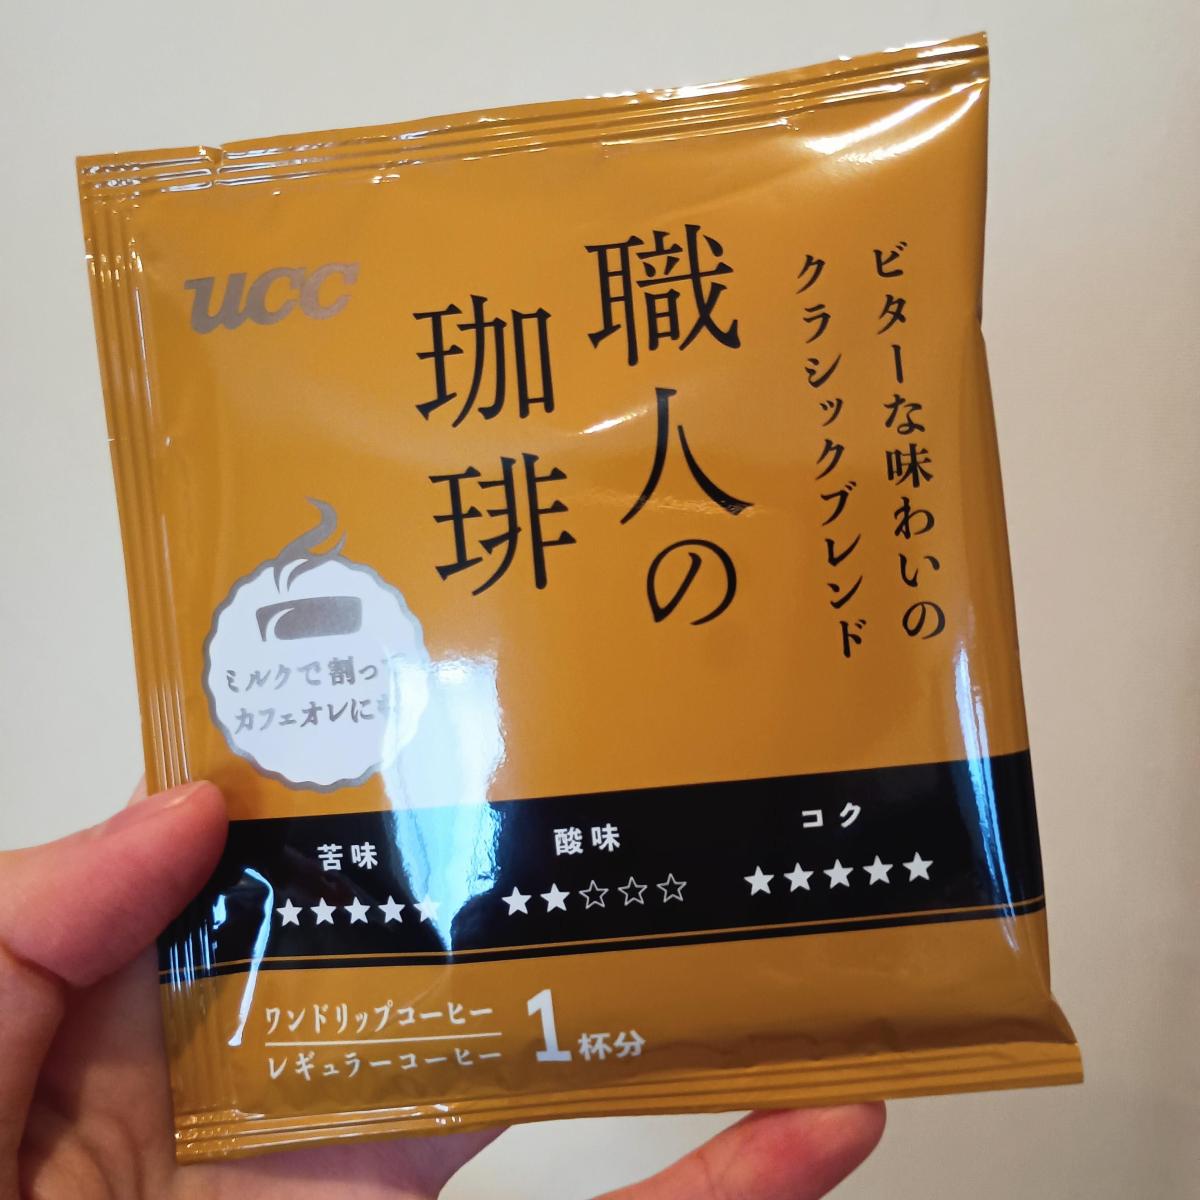 ucc
職人の
珈琲
ビターな味わいの
クラシックブレンド
ミルクで割って
カフェオレにも
苦味
★★★★★
酸味
★★☆☆☆
コク
★★★★★
ワンドリップコーヒー
レギュラーコーヒー
1杯分